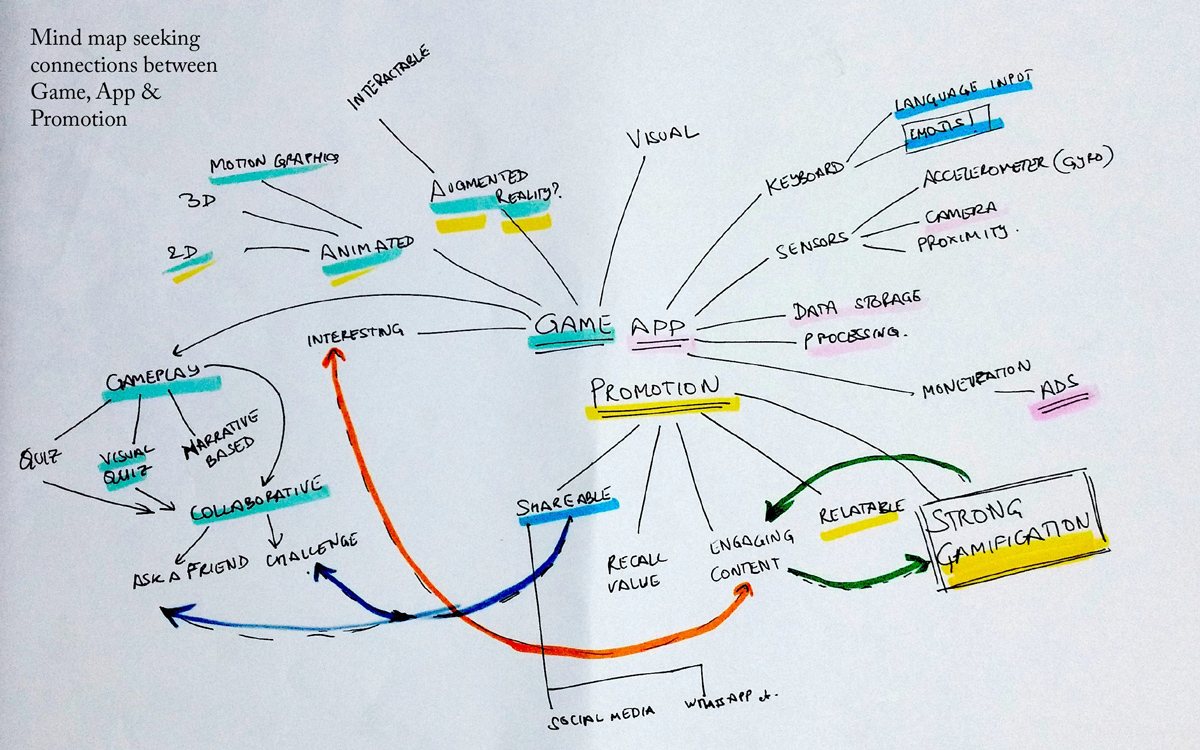 Mind map seeking
connections between
Game, App &
Promotion
INTERACTABLE
VISUAL
LANGUAGE INPUT
EMOJIS!
KEYBOARD
MOTION GRAPHICS
3D
2D
ANIMATED
AUGMENTED
REALITY?
ACCELEROMETER (GYRO)
CAMERA
PROXIMITY.
SENSORS
INTERESTING
GAME
APP
DATA STORAGE
PROCESSING.
GAMEPLAY
PROMOTION
MONETRATION
ADS
QUIZ
VISUAL
QUIZ
NARRATIVE
BASED
COLLABORATIVE
ASK A FRIEND
CHALLENGE
SHAREABLE
RECALL
VALUE
ENGAGING
CONTENT
RELATABLE
STRONG
GAMIFICATION
SOCIAL MEDIA
WHATSAPP